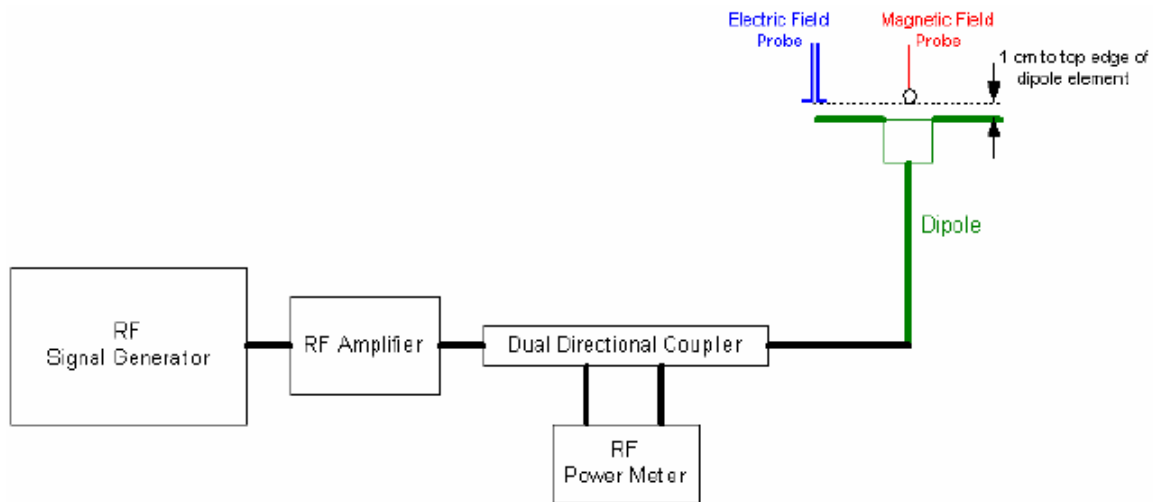 Electric Field
Probe
Magnetic Field
Probe
1 cm to top edge of
dipole element
Dipole
RF
Signal Generator
RF Amplifier
Dual Directional Coupler
RF
Power Meter